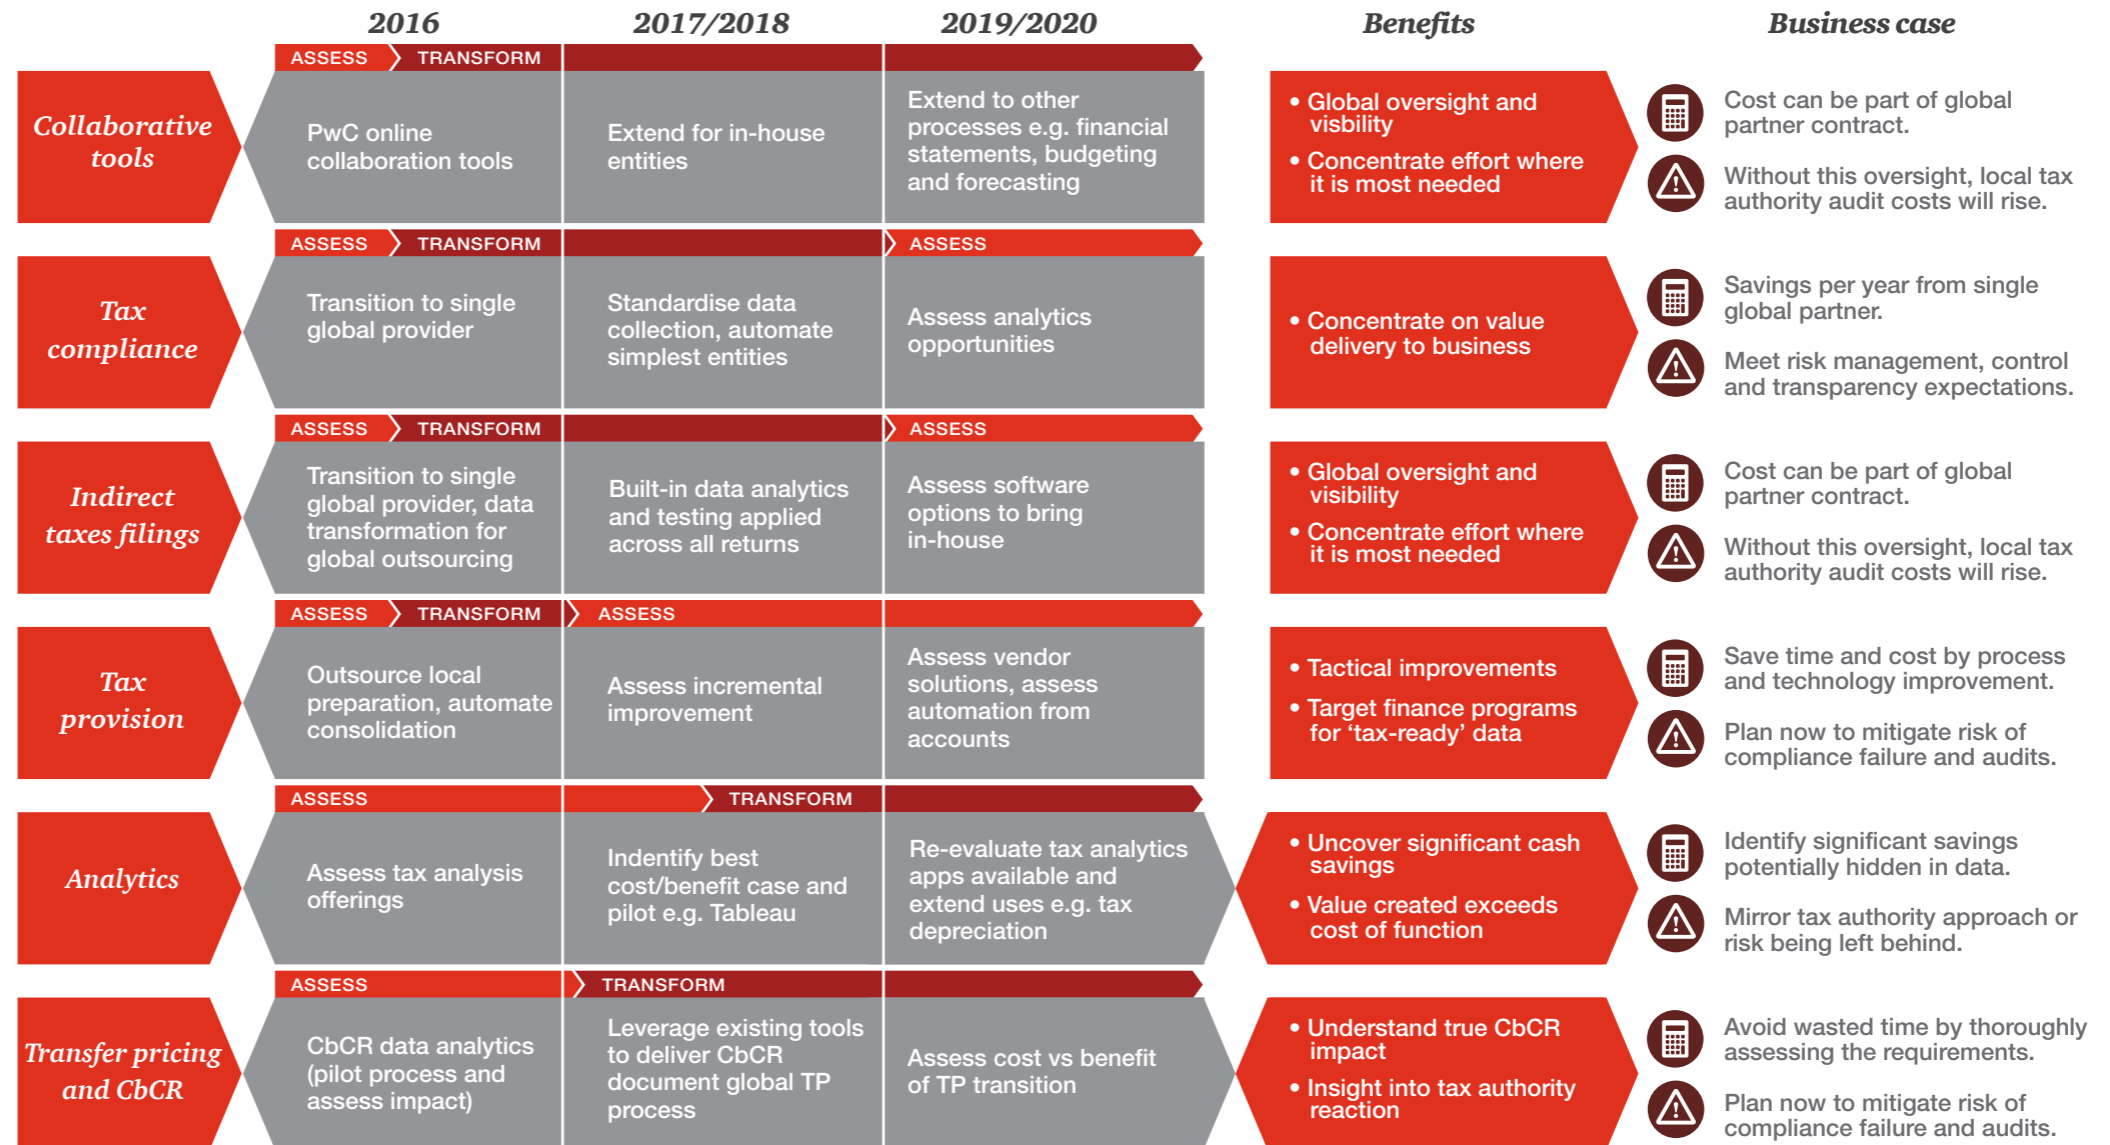 2016
2017/2018
2019/2020
Benefits
Business case
ASSESS
TRANSFORM
Collaborative
tools
PwC online
collaboration tools
Extend for in-house
entities
Extend to other
processes e.g. financial
statements, budgeting
and forecasting
• Global oversight and
visbility
• Concentrate effort where
it is most needed
Cost can be part of global
partner contract.
Without this oversight, local tax
authority audit costs will rise.
ASSESS
TRANSFORM
ASSESS
Tax
compliance
Transition to single
global provider
Standardise data
collection, automate
simplest entities
Assess analytics
opportunities
• Concentrate on value
delivery to business
Savings per year from single
global partner.
Meet risk management, control
and transparency expectations.
ASSESS
TRANSFORM
ASSESS
Indirect
taxes filings
Transition to single
global provider, data
transformation for
global outsourcing
Built-in data analytics
and testing applied
across all returns
Assess software
options to bring
in-house
• Global oversight and
visibility
• Concentrate effort where
it is most needed
Cost can be part of global
partner contract.
Without this oversight, local tax
authority audit costs will rise.
ASSESS
TRANSFORM
ASSESS
Tax
provision
Outsource local
preparation, automate
consolidation
Assess incremental
improvement
Assess vendor
solutions, assess
automation from
accounts
• Tactical improvements
• Target finance programs
for ‘tax-ready’ data
Save time and cost by process
and technology improvement.
Plan now to mitigate risk of
compliance failure and audits.
ASSESS
TRANSFORM
Analytics
Assess tax analysis
offerings
Indentify best
cost/benefit case and
pilot e.g. Tableau
Re-evaluate tax analytics
apps available and
extend uses e.g. tax
depreciation
• Uncover significant cash
savings
• Value created exceeds
cost of function
Identify significant savings
potentially hidden in data.
Mirror tax authority approach or
risk being left behind.
ASSESS
TRANSFORM
Transfer pricing
and CbCR
CbCR data analytics
(pilot process and
assess impact)
Leverage existing tools
to deliver CbCR
document global TP
process
Assess cost vs benefit
of TP transition
• Understand true CbCR
impact
• Insight into tax authority
reaction
Avoid wasted time by thoroughly
assessing the requirements.
Plan now to mitigate risk of
compliance failure and audits.